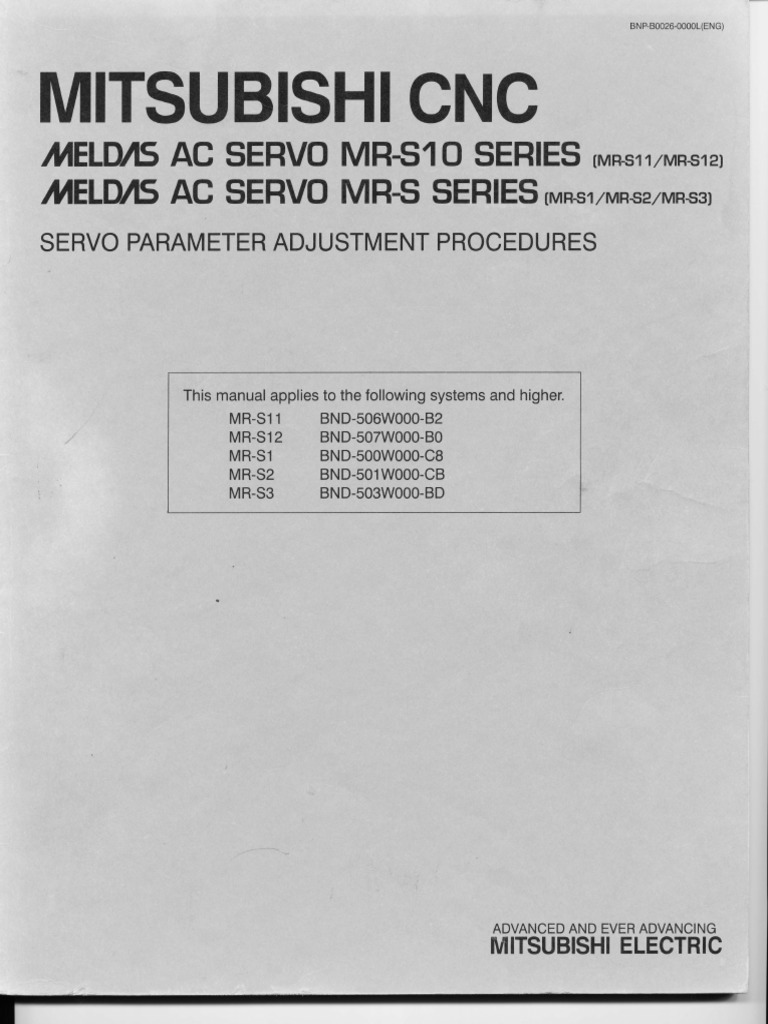 BNP-B0026-0000L(ENG)
MITSUBISHI CNC
MELDAS AC SERVO MR-S10 SERIES (MR-S11/MR-S12)
MELDAS AC SERVO MR-S SERIES (MR-S1/MR-S2/MR-S3)
SERVO PARAMETER ADJUSTMENT PROCEDURES
This manual applies to the following systems and higher.
MR-S11 BND-506W000-B2
MR-S12 BND-507W000-B0
MR-S1 BND-500W000-C8
MR-S2 BND-501W000-CB
MR-S3 BND-503W000-BD
ADVANCED AND EVER ADVANCING
MITSUBISHI ELECTRIC